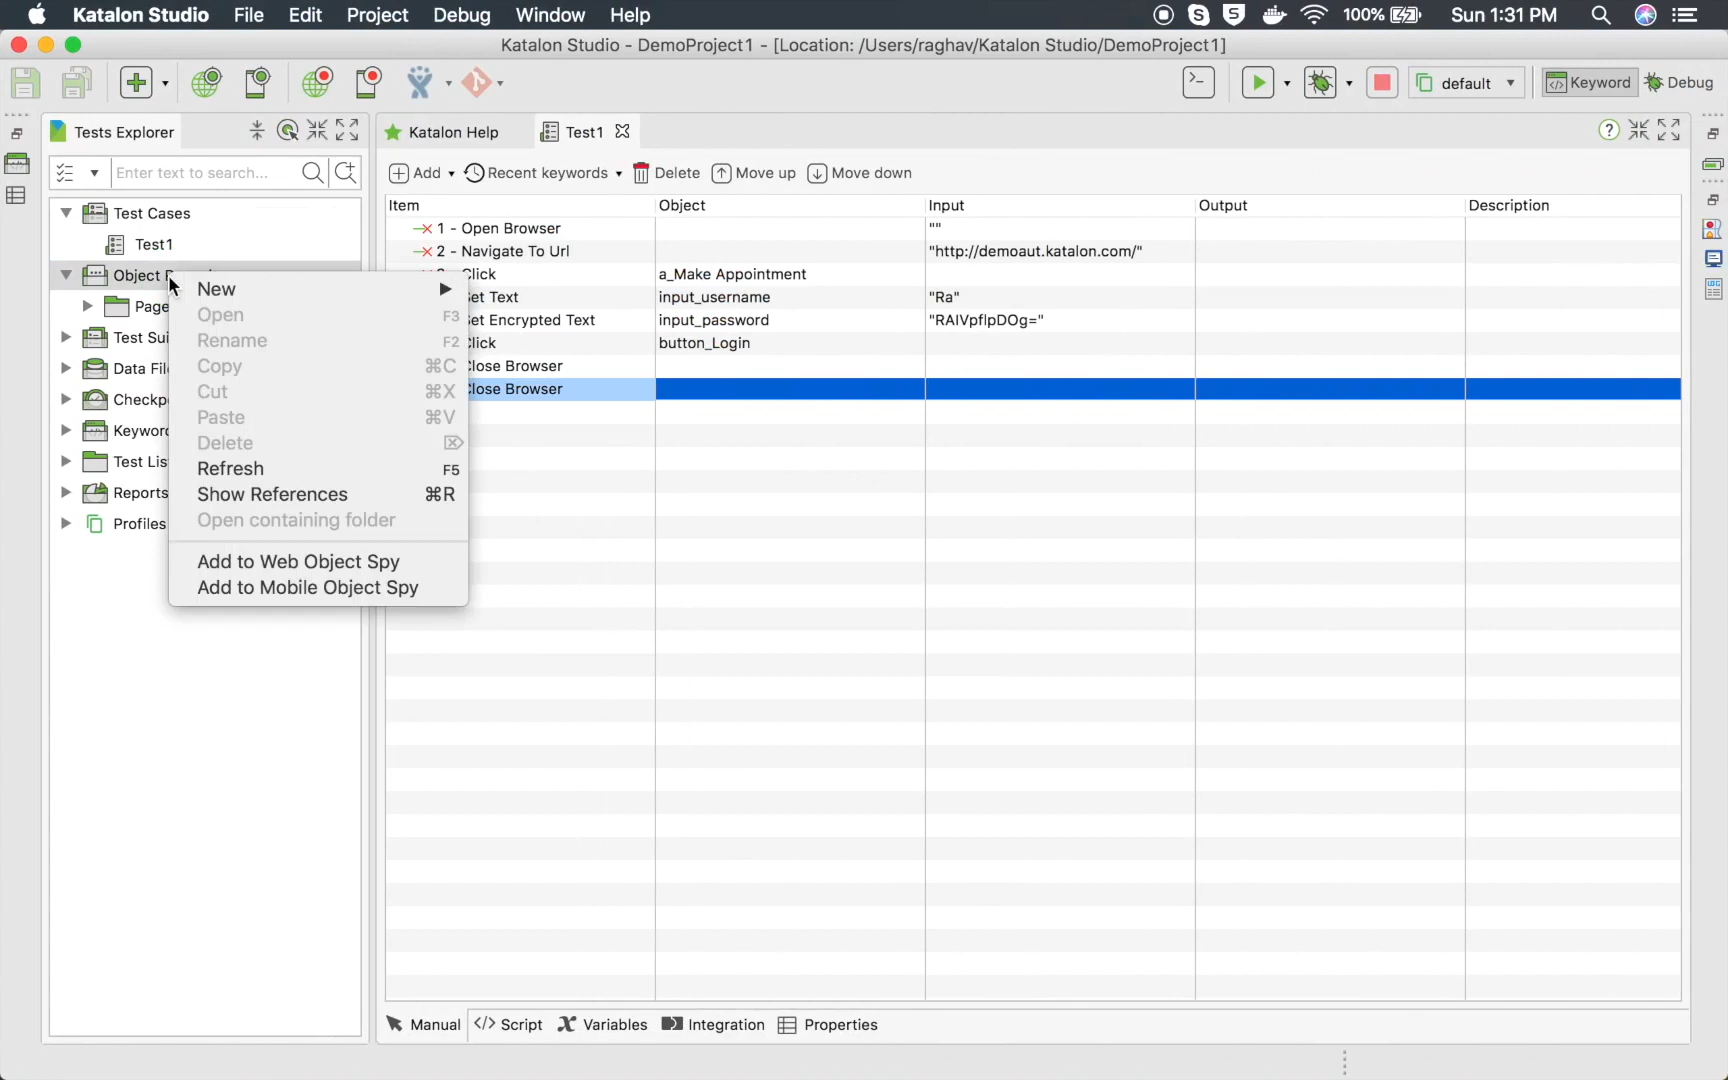 Katalon Studio File Edit Project Debug Window Help 100% Sun 1:31 PM
Katalon Studio - DemoProject1 - [Location: /Users/raghav/Katalon Studio/DemoProject1]
default Keyword Debug
Tests Explorer Katalon Help Test1
Enter text to search... Add Recent keywords Delete Move up Move down
Item Object Input Output Description
Test Cases
Test1
Object
Page
Test Sui
Data Fil
Checkp
Keyword
Test Lis
Reports
Profiles
New
Open F3
Rename F2
Copy ⌘C
Cut ⌘X
Paste ⌘V
Delete
Refresh F5
Show References ⌘R
Open containing folder
Add to Web Object Spy
Add to Mobile Object Spy
1 - Open Browser ""
2 - Navigate To Url "http://demoaut.katalon.com/"
Click a_Make Appointment
Set Text input_username "Ra"
Set Encrypted Text input_password "RAIVpflpDOg="
Click button_Login
Close Browser
Close Browser
Manual Script Variables Integration Properties